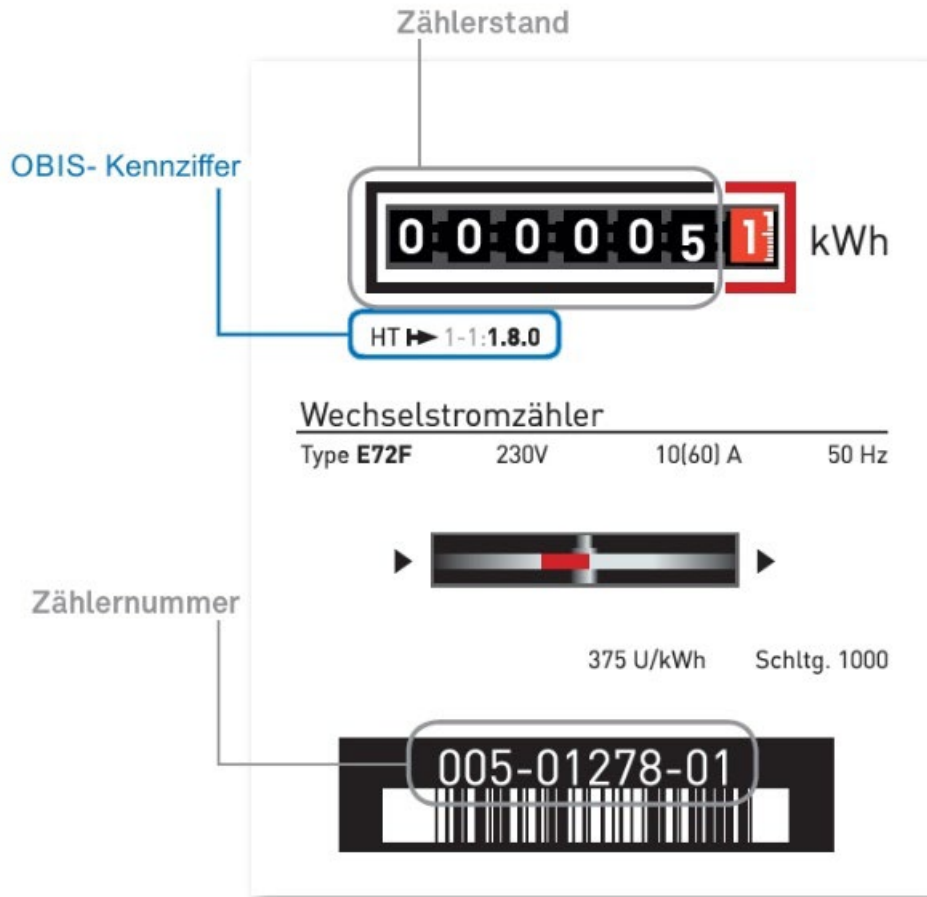 Zählerstand
OBIS- Kennziffer
0 0 0 0 0 5 1 kWh
HT 1-1:1.8.0
Wechselstromzähler
Type E72F 230V 10(60) A 50 Hz
Zählernummer
375 U/kWh Schltg. 1000
005-01278-01